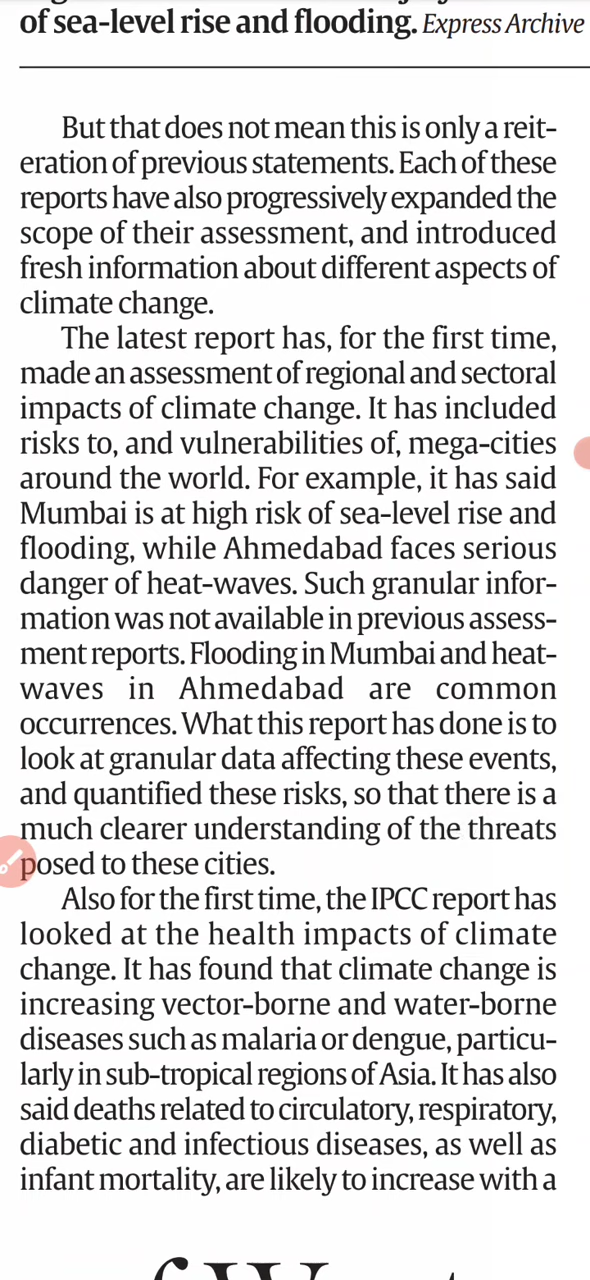 of sea-level rise and flooding. Express Archive
But that does not mean this is only a reit-
eration of previous statements. Each of these
reports have also progressively expanded the
scope of their assessment, and introduced
fresh information about different aspects of
climate change.
The latest report has, for the first time,
made an assessment of regional and sectoral
impacts of climate change. It has included
risks to, and vulnerabilities of, mega-cities
around the world. For example, it has said
Mumbai is at high risk of sea-level rise and
flooding, while Ahmedabad faces serious
danger of heat-waves. Such granular infor-
mation was not available in previous assess-
ment reports. Flooding in Mumbai and heat-
waves in Ahmedabad are common
occurrences. What this report has done is to
look at granular data affecting these events,
and quantified these risks, so that there is a
much clearer understanding of the threats
posed to these cities.
Also for the first time, the IPCC report has
looked at the health impacts of climate
change. It has found that climate change is
increasing vector-borne and water-borne
diseases such as malaria or dengue, particu-
larly in sub-tropical regions of Asia. It has also
said deaths related to circulatory, respiratory,
diabetic and infectious diseases, as well as
infant mortality, are likely to increase with a